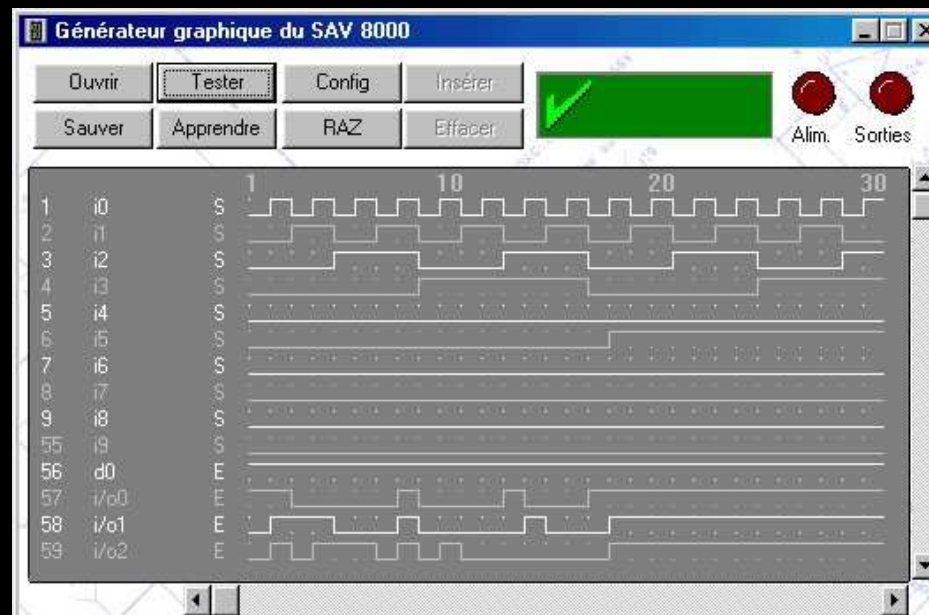 Générateur graphique du SAV 8000
Ouvrir Tester Config Insérer
Sauver Apprendre RAZ Effacer
Alim. Sorties
1 10 20 30
1 i0 S
2 i1 S
3 i2 S
4 i3 S
5 i4 S
6 i5 S
7 i6 S
8 i7 S
9 i8 S
55 i9 S
56 d0 E
57 i/o0 E
58 i/o1 E
59 i/o2 E